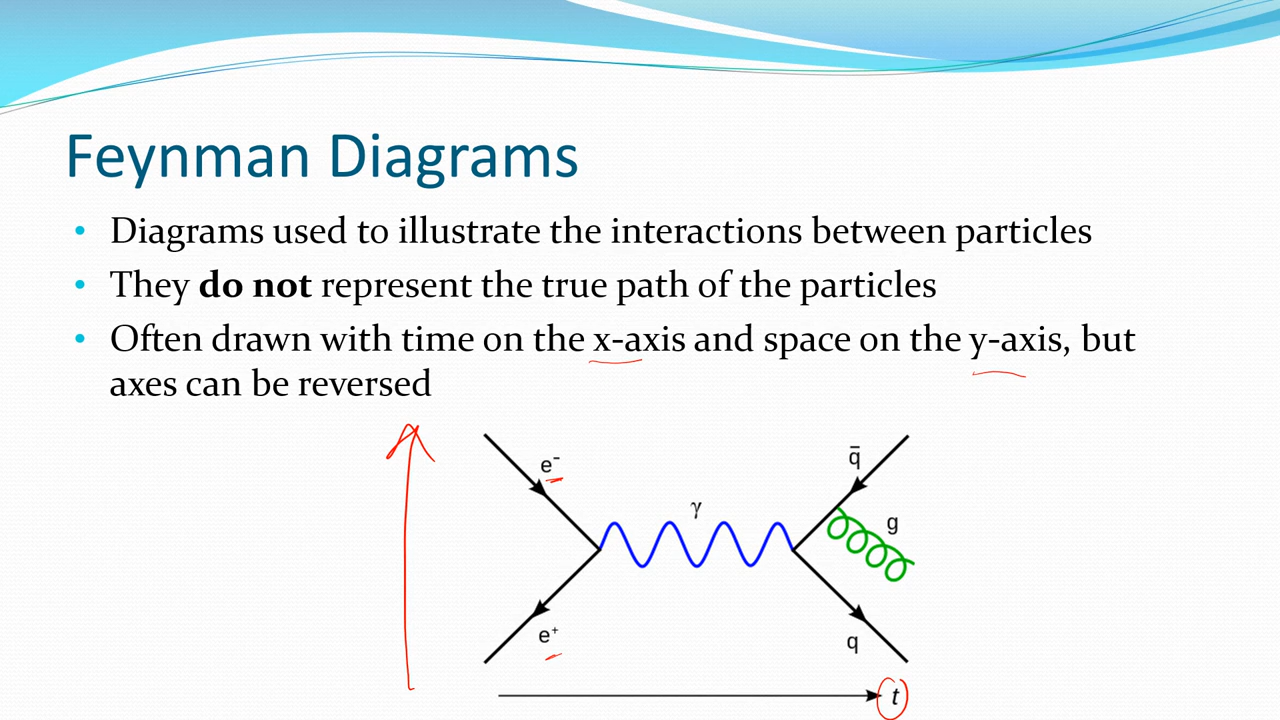 Feynman Diagrams
• Diagrams used to illustrate the interactions between particles
• They do not represent the true path of the particles
• Often drawn with time on the x-axis and space on the y-axis, but
axes can be reversed
e⁻
q̄
γ
g
e⁺
q
t